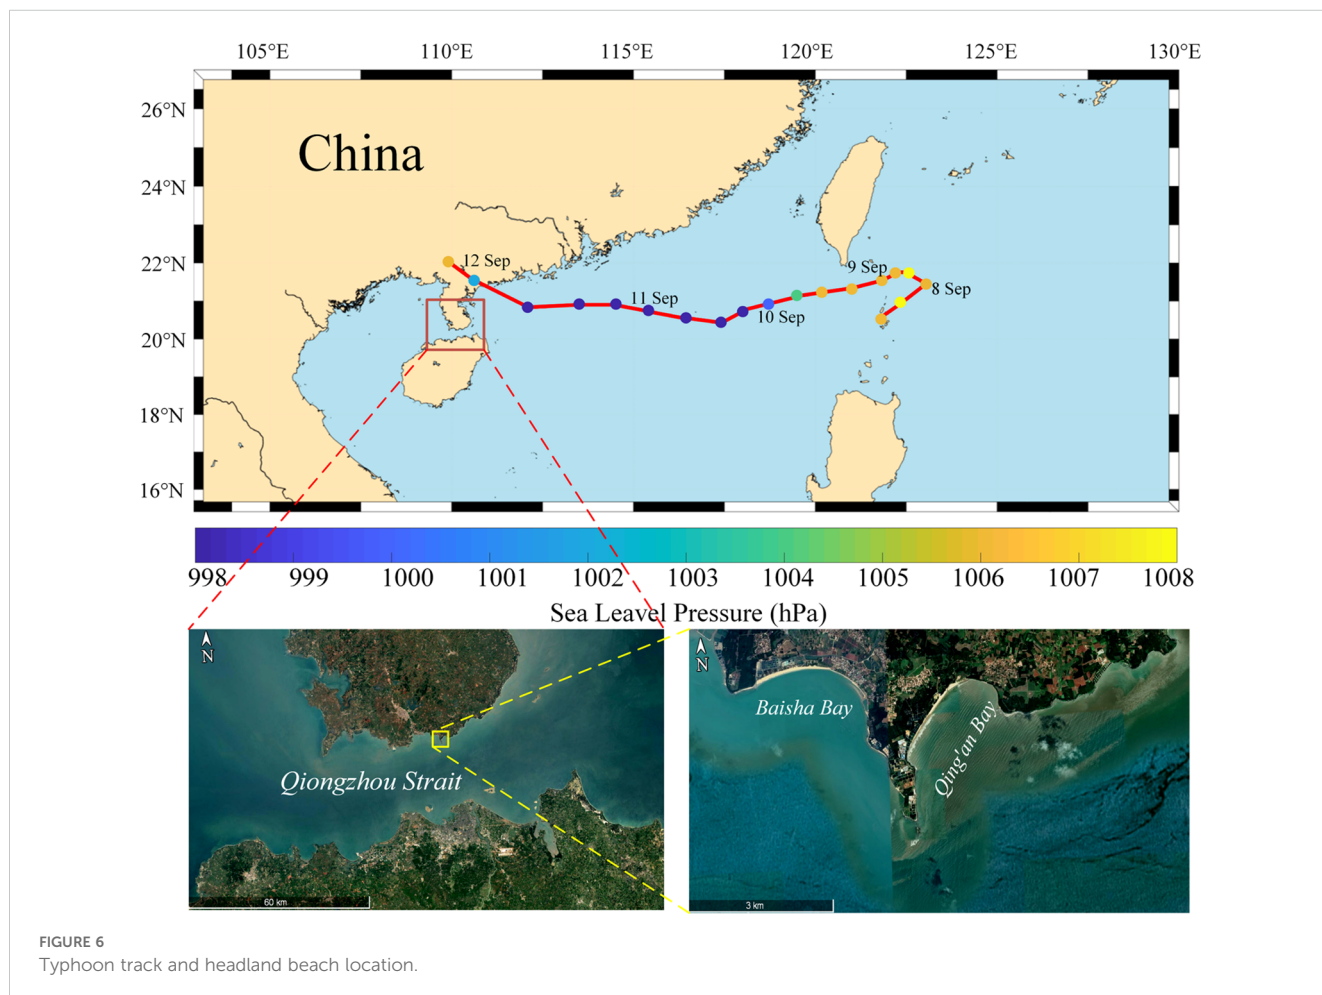 105°E 110°E 115°E 120°E 125°E 130°E
26°N
China
24°N
22°N
12 Sep
9 Sep
11 Sep
8 Sep
10 Sep
20°N
18°N
16°N
998 999 1000 1001 1002 1003 1004 1005 1006 1007 1008
Sea Leavel Pressure (hPa)
N
N
Baisha Bay
Qing'an Bay
Qiongzhou Strait
60 km
3 km
FIGURE 6
Typhoon track and headland beach location.